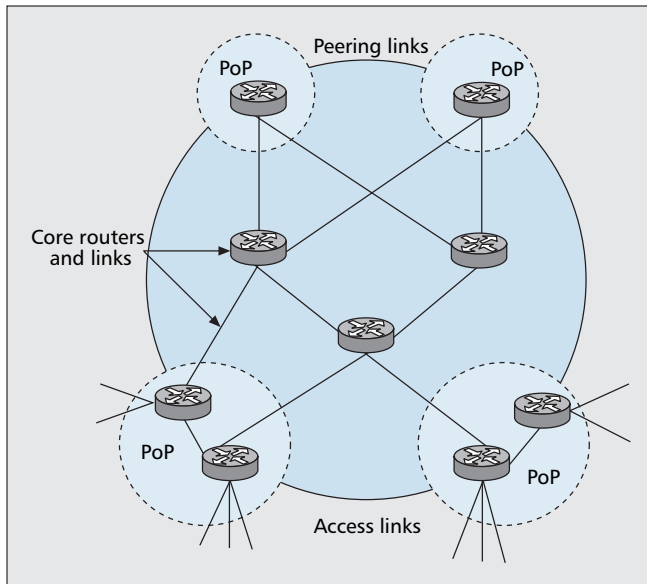 Peering links
PoP
PoP
Core routers
and links
PoP
PoP
Access links